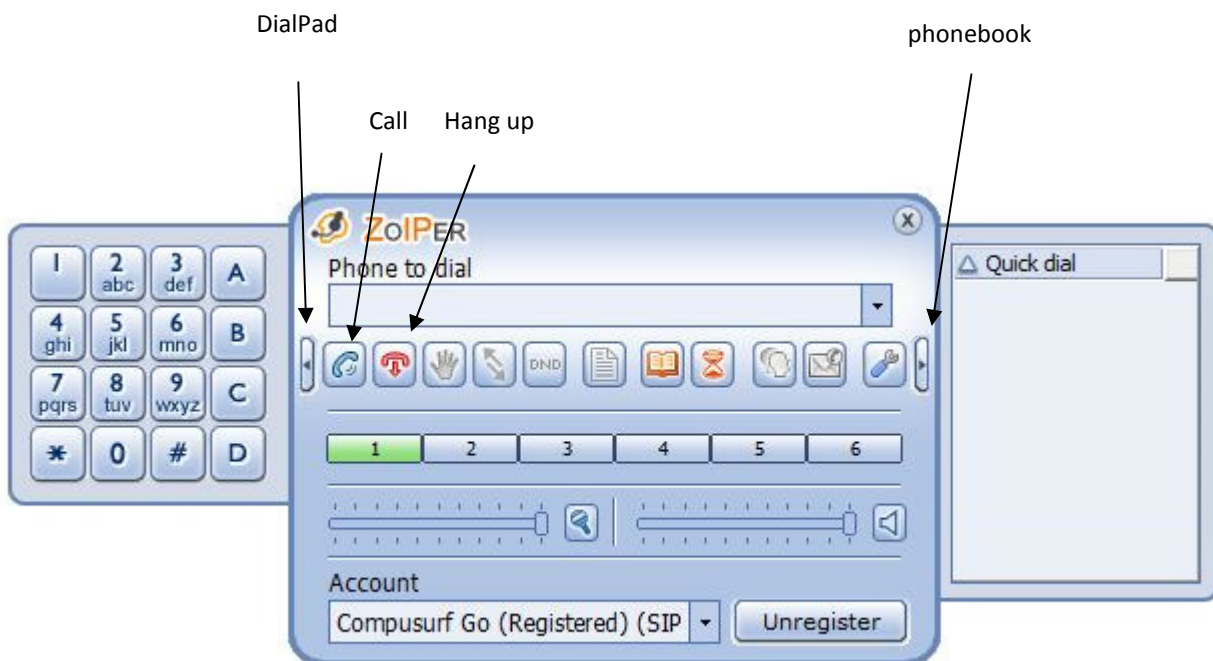 DialPad
phonebook
Call Hang up
ZOIPER
Phone to dial
1 2 abc 3 def A
4 ghi 5 jkl 6 mno B
7 pqrs 8 tuv 9 wxyz C
* 0 # D
DND
1 2 3 4 5 6
Account
Compusurf Go (Registered) (SIP
Unregister
X
Quick dial